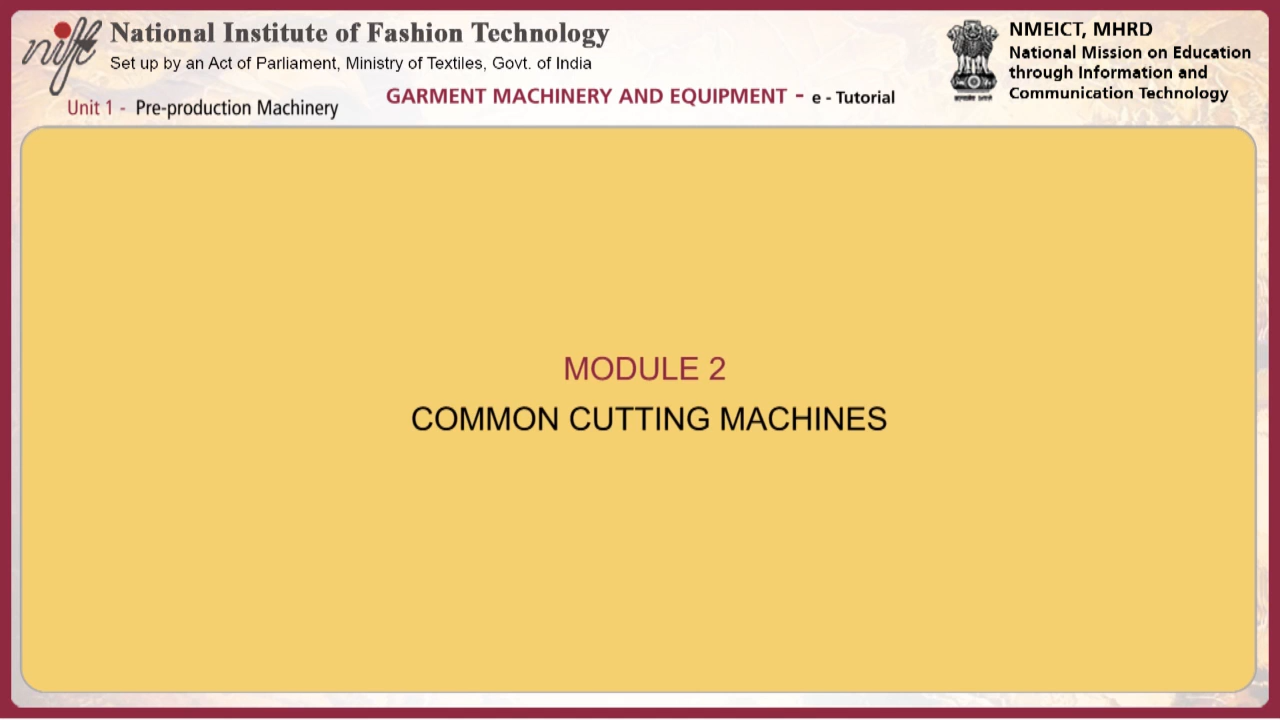 nift
National Institute of Fashion Technology
Set up by an Act of Parliament, Ministry of Textiles, Govt. of India
Unit 1 - Pre-production Machinery
GARMENT MACHINERY AND EQUIPMENT - e - Tutorial
NMEICT, MHRD
National Mission on Education
through Information and
Communication Technology
MODULE 2
COMMON CUTTING MACHINES